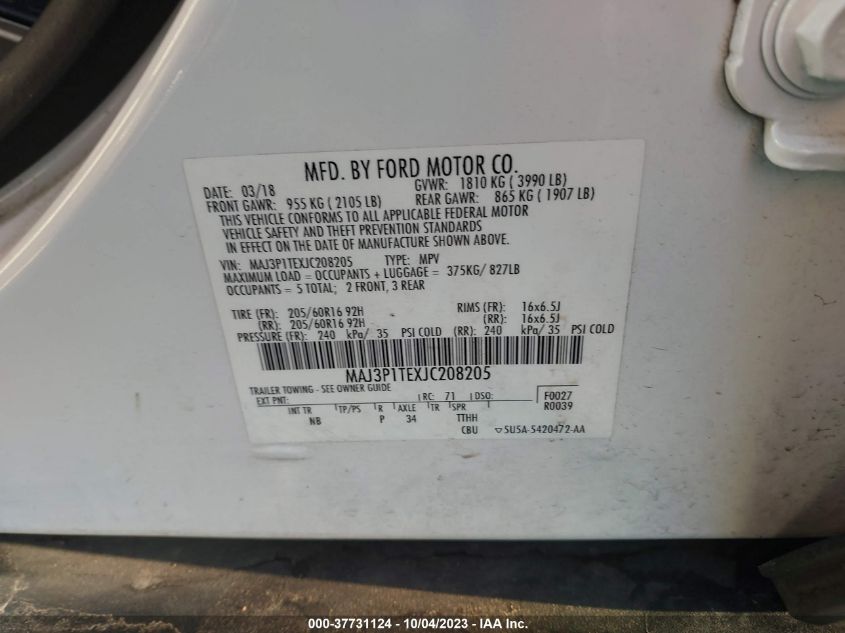 MFD. BY FORD MOTOR CO.
DATE: 03/18 GVWR: 1810 KG ( 3990 LB)
FRONT GAWR: 955 KG ( 2105 LB) REAR GAWR: 865 KG ( 1907 LB)
THIS VEHICLE CONFORMS TO ALL APPLICABLE FEDERAL MOTOR
VEHICLE SAFETY AND THEFT PREVENTION STANDARDS
IN EFFECT ON THE DATE OF MANUFACTURE SHOWN ABOVE.
VIN: MAJ3P1TEXJC208205 TYPE: MPV
MAXIMUM LOAD = OCCUPANTS + LUGGAGE = 375KG/ 827LB
OCCUPANTS = 5 TOTAL; 2 FRONT, 3 REAR
TIRE (FR): 205/60R16 92H RIMS (FR): 16x6.5J
(RR): 205/60R16 92H (RR): 16x6.5J
PRESSURE (FR): 240 kPa/ 35 PSI COLD (RR): 240 kPa/ 35 PSI COLD
MAJ3P1TEXJC208205
TRAILER TOWING - SEE OWNER GUIDE
EXT PNT: RC: 71 DSO: F0027
INT TR TP/PS R AXLE TR SPR R0039
NB P 34 TTHH
CBU 5U5A-5420472-AA
000-37731124 - 10/04/2023 - IAA Inc.